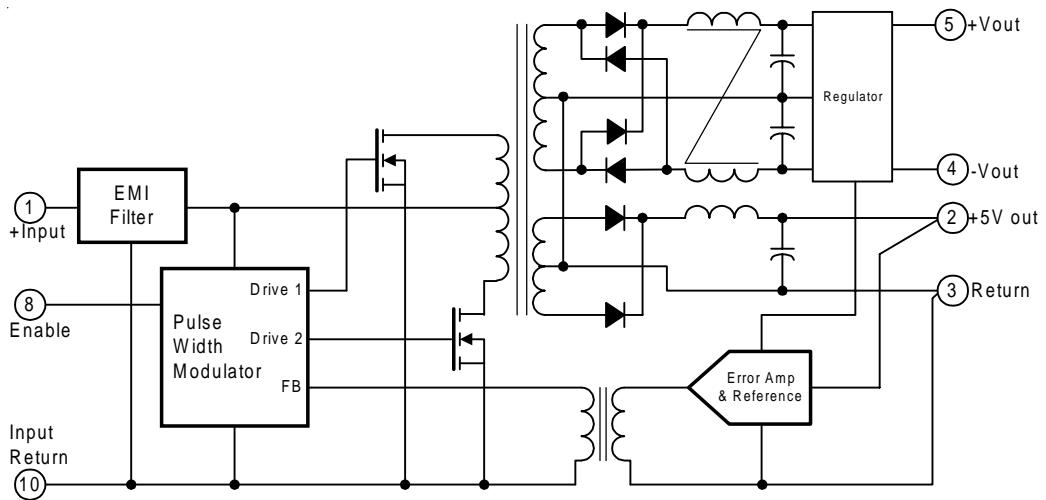 5 +Vout
Regulator
4 -Vout
EMI
Filter
1
+Input
2 +5V out
Drive 1
3 Return
8
Enable
Pulse
Width
Modulator
Drive 2
FB
Error Amp
& Reference
Input
Return
10